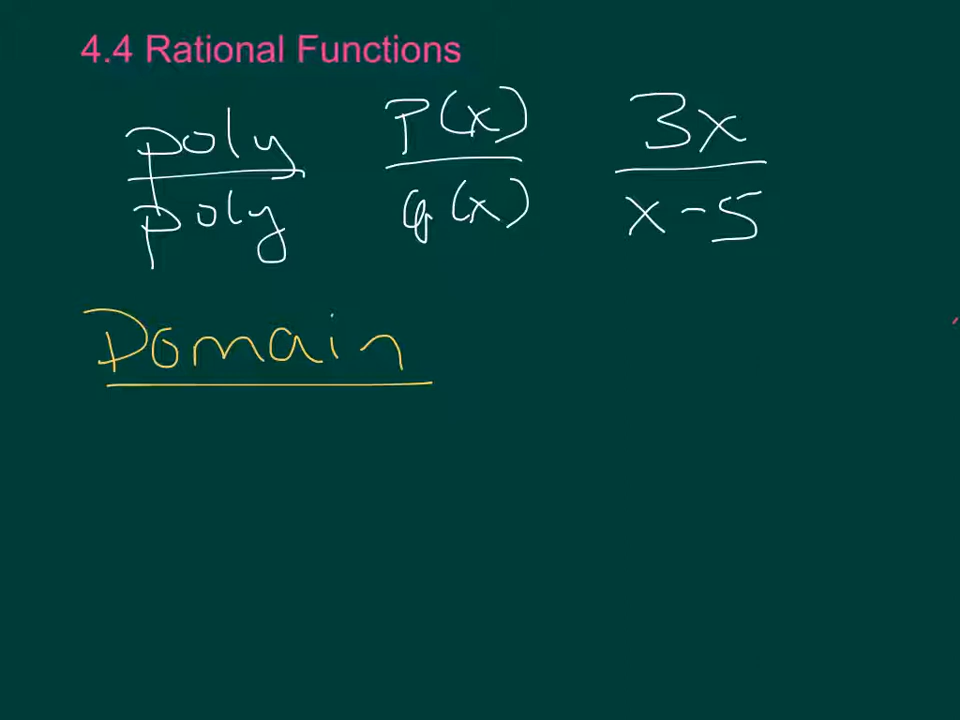 4.4 Rational Functions
poly p(x) 3x
poly q(x) x-5
Domain